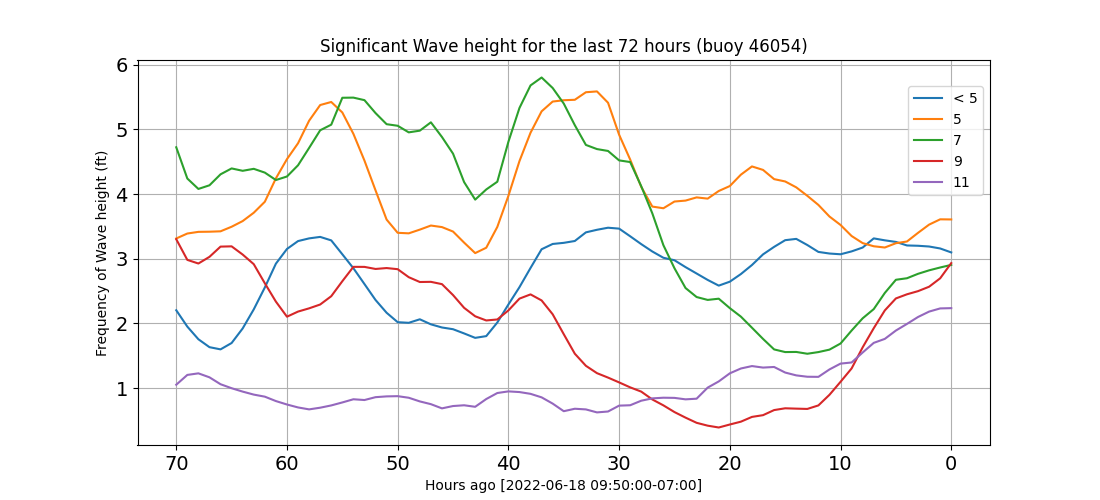 Significant Wave height for the last 72 hours (buoy 46054)
Frequency of Wave height (ft)
6
5
4
3
2
1
< 5
5
7
9
11
70 60 50 40 30 20 10 0
Hours ago [2022-06-18 09:50:00-07:00]